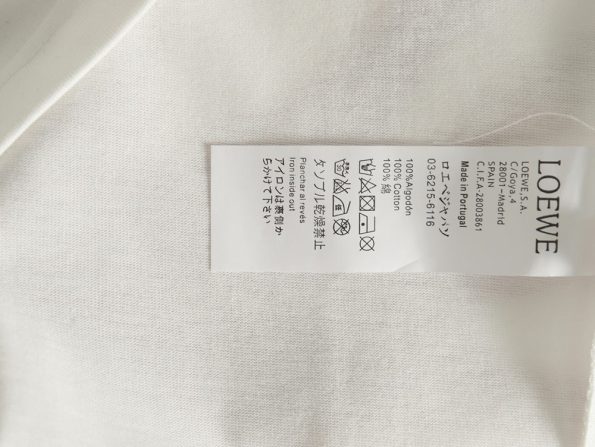 LOEWE
LOEWE,S.A.
C/Goya,4
28001-Madrid
SPAIN
C.I.F.A-28003861
Made in Portugal
ロエベジャパン
03-6215-6116
100%Algodón
100% Cotton
100% 綿
タンブル乾燥禁止
Planchar al revés
Iron inside out
アイロンは裏側か
らかけて下さい